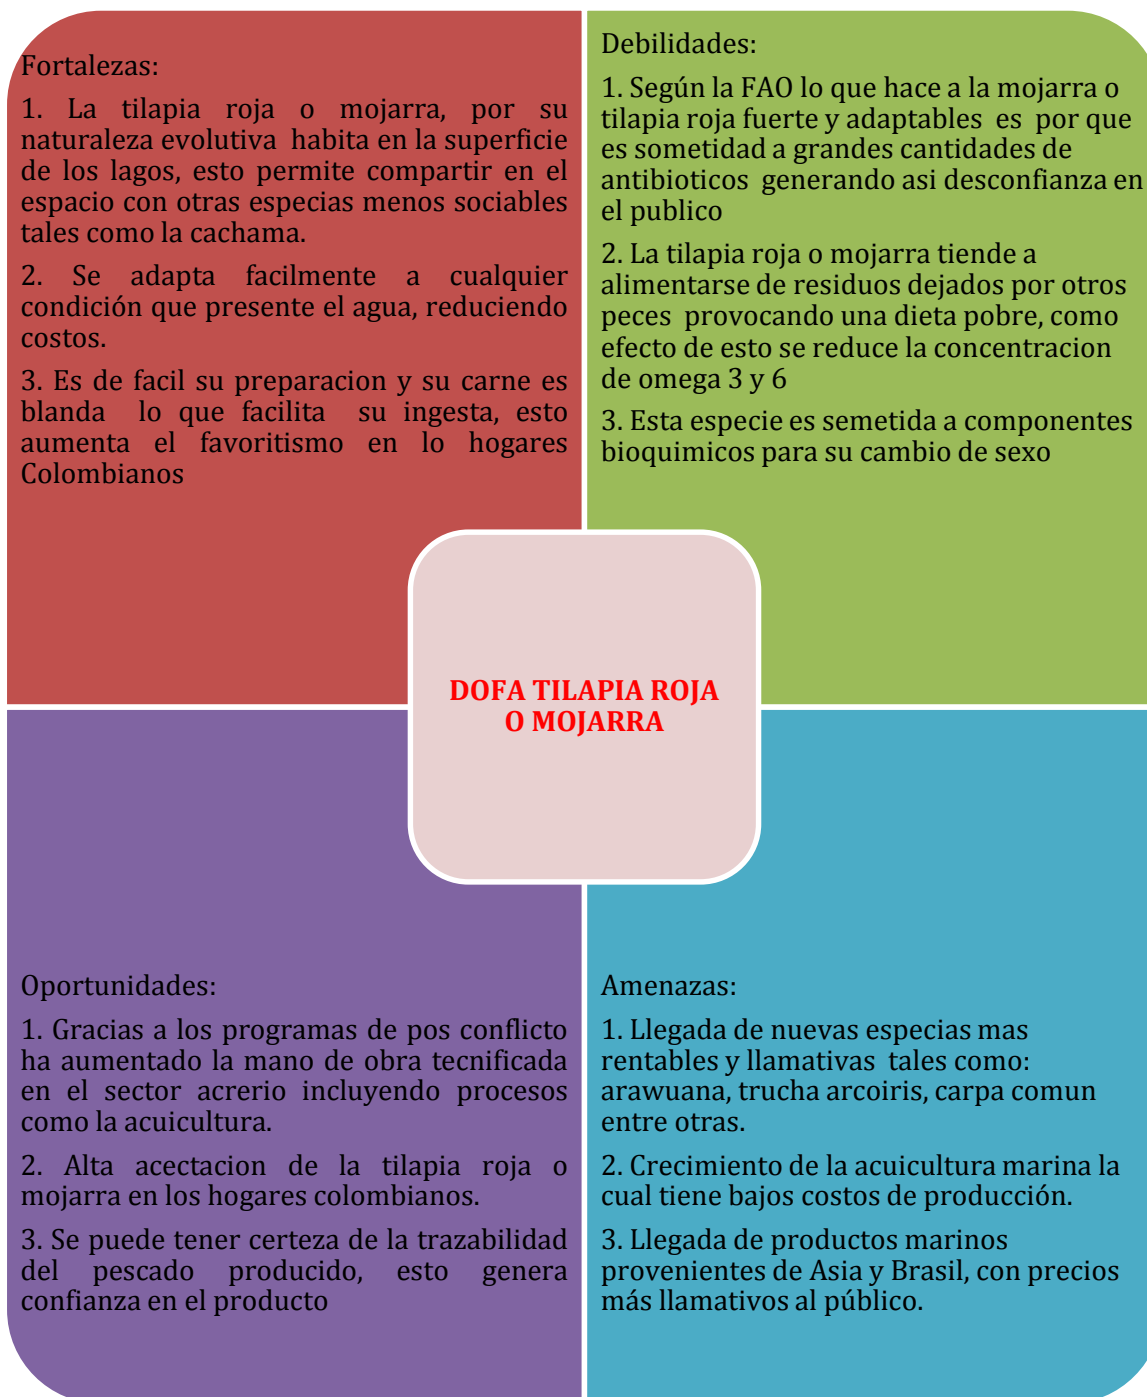 Fortalezas:
1. La tilapia roja o mojarra, por su
naturaleza evolutiva habita en la superficie
de los lagos, esto permite compartir en el
espacio con otras especias menos sociables
tales como la cachama.
2. Se adapta facilmente a cualquier
condición que presente el agua, reduciendo
costos.
3. Es de facil su preparacion y su carne es
blanda lo que facilita su ingesta, esto
aumenta el favoritismo en lo hogares
Colombianos
Debilidades:
1. Según la FAO lo que hace a la mojarra o
tilapia roja fuerte y adaptables es por que
es sometidad a grandes cantidades de
antibioticos generando asi desconfianza en
el publico
2. La tilapia roja o mojarra tiende a
alimentarse de residuos dejados por otros
peces provocando una dieta pobre, como
efecto de esto se reduce la concentracion
de omega 3 y 6
3. Esta especie es semetida a componentes
bioquimicos para su cambio de sexo
DOFA TILAPIA ROJA
O MOJARRA
Oportunidades:
1. Gracias a los programas de pos conflicto
ha aumentado la mano de obra tecnificada
en el sector acrerio incluyendo procesos
como la acuicultura.
2. Alta acectacion de la tilapia roja o
mojarra en los hogares colombianos.
3. Se puede tener certeza de la trazabilidad
del pescado producido, esto genera
confianza en el producto
Amenazas:
1. Llegada de nuevas especias mas
rentables y llamativas tales como:
arawuana, trucha arcoiris, carpa comun
entre otras.
2. Crecimiento de la acuicultura marina la
cual tiene bajos costos de producción.
3. Llegada de productos marinos
provenientes de Asia y Brasil, con precios
más llamativos al público.